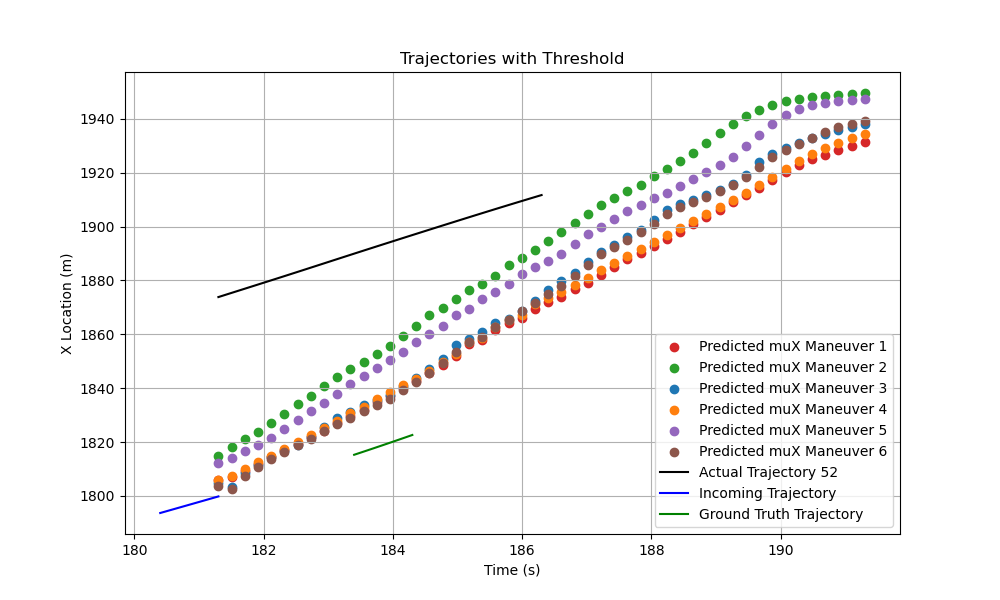 Trajectories with Threshold
X Location (m)
1940
1920
1900
1880
1860
1840
1820
1800
Predicted muX Maneuver 1
Predicted muX Maneuver 2
Predicted muX Maneuver 3
Predicted muX Maneuver 4
Predicted muX Maneuver 5
Predicted muX Maneuver 6
Actual Trajectory 52
Incoming Trajectory
Ground Truth Trajectory
180 182 184 186 188 190
Time (s)